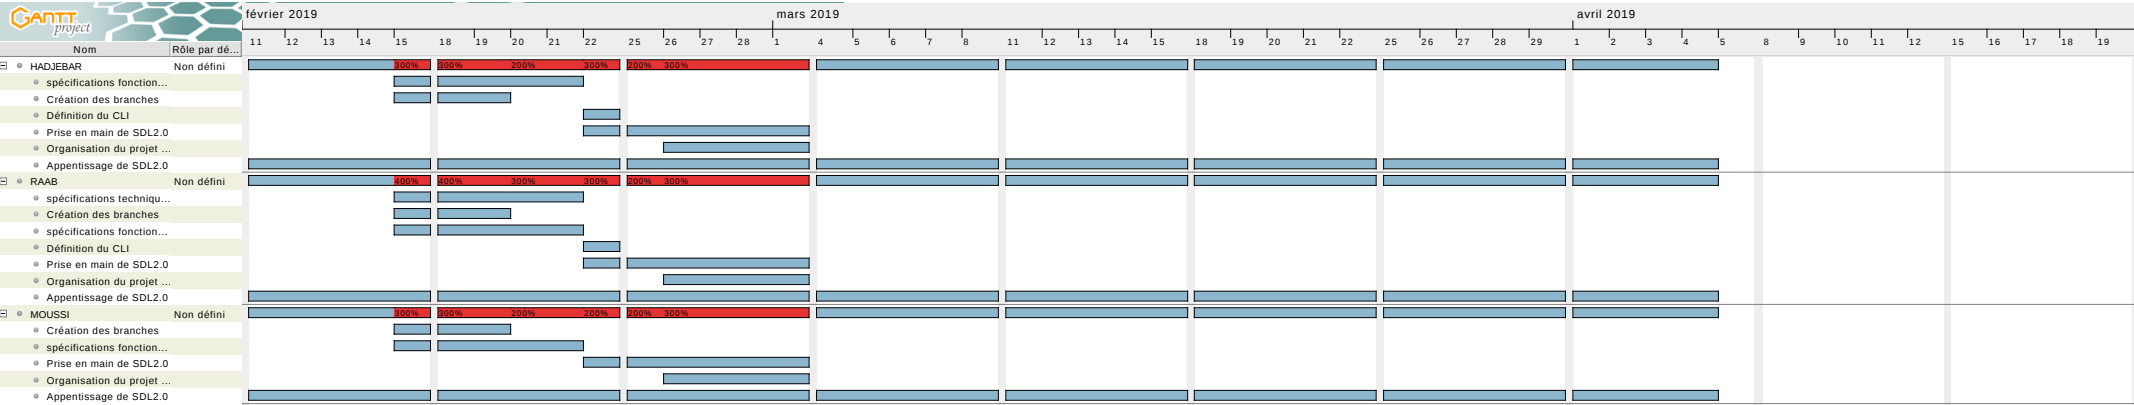 GANTT
project
février 2019 mars 2019 avril 2019
11 12 13 14 15 18 19 20 21 22 25 26 27 28 1 4 5 6 7 8 11 12 13 14 15 18 19 20 21 22 25 26 27 28 29 1 2 3 4 5 8 9 10 11 12 15 16 17 18 19
Nom Rôle par dé...
HADJEBAR Non défini 300% 300% 200% 300% 200% 300%
spécifications fonction...
Création des branches
Définition du CLI
Prise en main de SDL2.0
Organisation du projet ...
Appentissage de SDL2.0
RAAB Non défini 400% 400% 300% 300% 200% 300%
spécifications techniqu...
Création des branches
spécifications fonction...
Définition du CLI
Prise en main de SDL2.0
Organisation du projet ...
Appentissage de SDL2.0
MOUSSI Non défini 300% 300% 200% 200% 200% 300%
Création des branches
spécifications fonction...
Prise en main de SDL2.0
Organisation du projet ...
Appentissage de SDL2.0